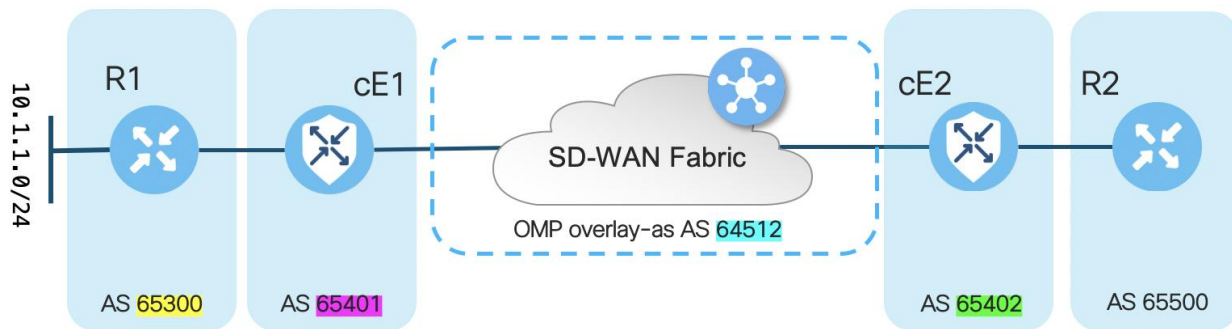 10.1.1.0/24
R1
AS 65300
cE1
AS 65401
SD-WAN Fabric
OMP overlay-as AS 64512
cE2
AS 65402
R2
AS 65500